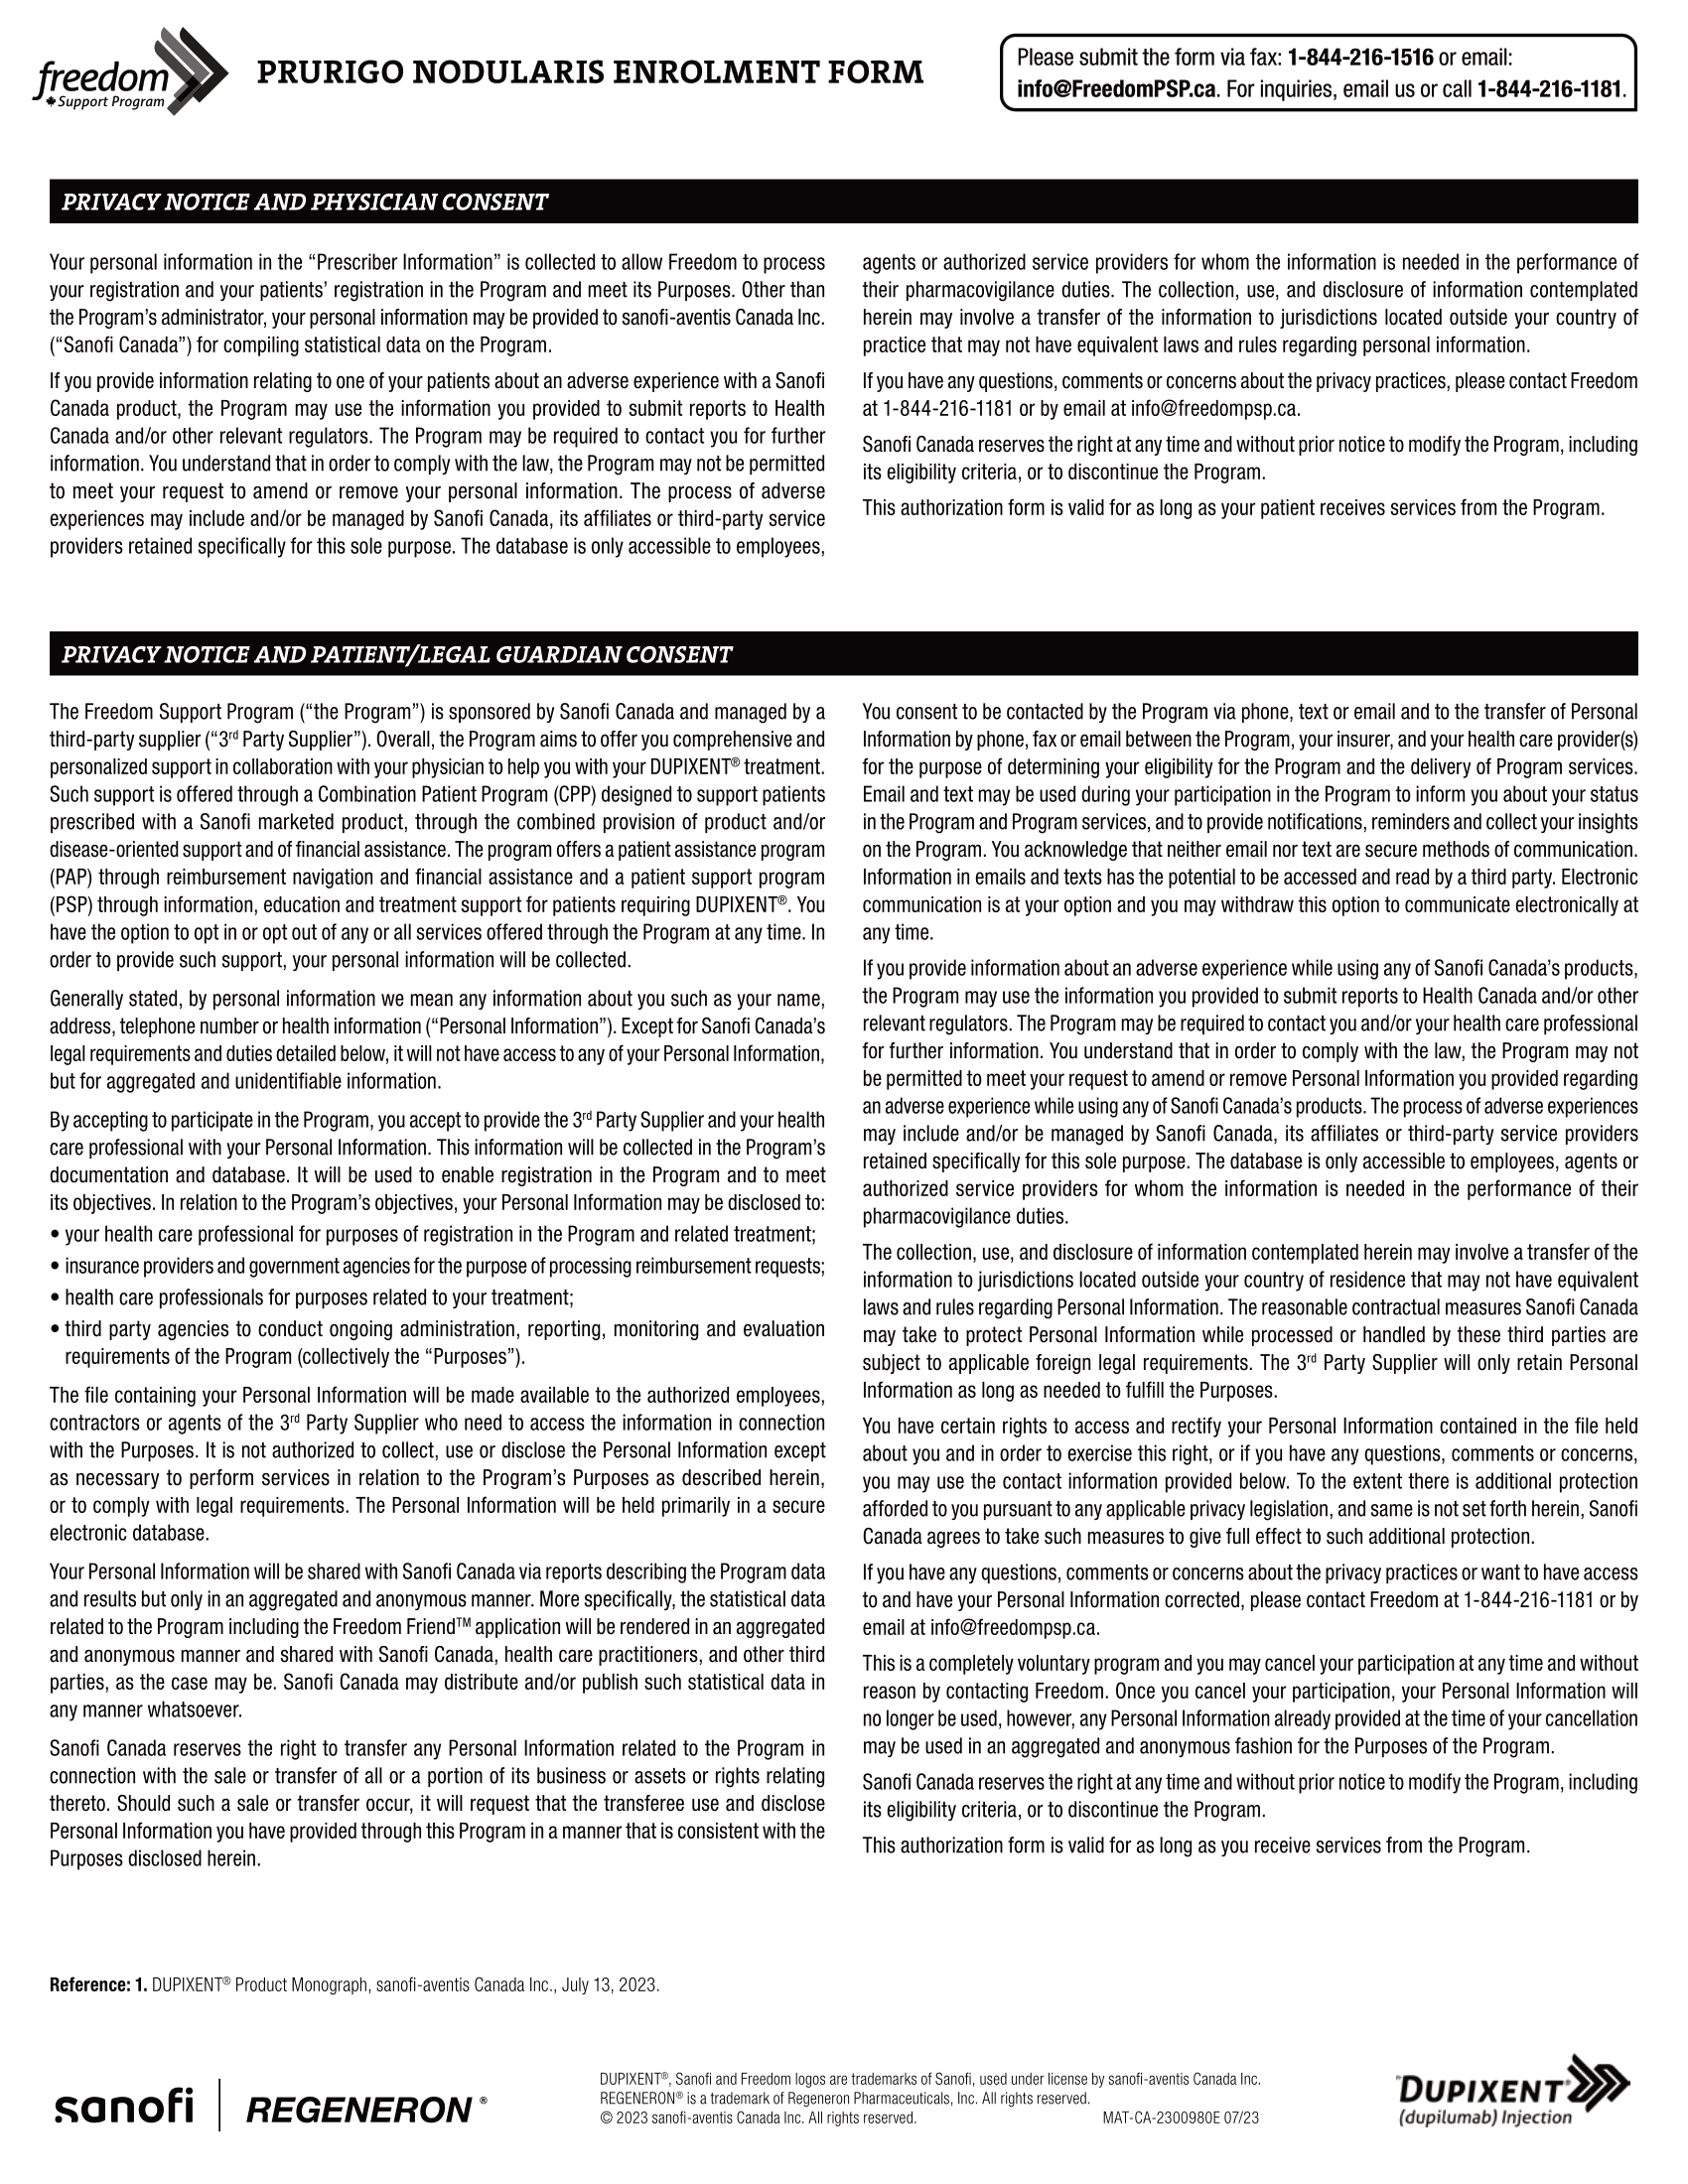 freedom
Support Program
PRURIGO NODULARIS ENROLMENT FORM
Please submit the form via fax: 1-844-216-1516 or email:
info@FreedomPSP.ca. For inquiries, email us or call 1-844-216-1181.
PRIVACY NOTICE AND PHYSICIAN CONSENT
Your personal information in the “Prescriber Information” is collected to allow Freedom to process
your registration and your patients’ registration in the Program and meet its Purposes. Other than
the Program’s administrator, your personal information may be provided to sanofi-aventis Canada Inc.
(“Sanofi Canada”) for compiling statistical data on the Program.
If you provide information relating to one of your patients about an adverse experience with a Sanofi
Canada product, the Program may use the information you provided to submit reports to Health
Canada and/or other relevant regulators. The Program may be required to contact you for further
information. You understand that in order to comply with the law, the Program may not be permitted
to meet your request to amend or remove your personal information. The process of adverse
experiences may include and/or be managed by Sanofi Canada, its affiliates or third-party service
providers retained specifically for this sole purpose. The database is only accessible to employees,
agents or authorized service providers for whom the information is needed in the performance of
their pharmacovigilance duties. The collection, use, and disclosure of information contemplated
herein may involve a transfer of the information to jurisdictions located outside your country of
practice that may not have equivalent laws and rules regarding personal information.
If you have any questions, comments or concerns about the privacy practices, please contact Freedom
at 1-844-216-1181 or by email at info@freedompsp.ca.
Sanofi Canada reserves the right at any time and without prior notice to modify the Program, including
its eligibility criteria, or to discontinue the Program.
This authorization form is valid for as long as your patient receives services from the Program.
PRIVACY NOTICE AND PATIENT/LEGAL GUARDIAN CONSENT
The Freedom Support Program (“the Program”) is sponsored by Sanofi Canada and managed by a
third-party supplier (“3rd Party Supplier”). Overall, the Program aims to offer you comprehensive and
personalized support in collaboration with your physician to help you with your DUPIXENT® treatment.
Such support is offered through a Combination Patient Program (CPP) designed to support patients
prescribed with a Sanofi marketed product, through the combined provision of product and/or
disease-oriented support and of financial assistance. The program offers a patient assistance program
(PAP) through reimbursement navigation and financial assistance and a patient support program
(PSP) through information, education and treatment support for patients requiring DUPIXENT®. You
have the option to opt in or opt out of any or all services offered through the Program at any time. In
order to provide such support, your personal information will be collected.
Generally stated, by personal information we mean any information about you such as your name,
address, telephone number or health information (“Personal Information”). Except for Sanofi Canada’s
legal requirements and duties detailed below, it will not have access to any of your Personal Information,
but for aggregated and unidentifiable information.
By accepting to participate in the Program, you accept to provide the 3rd Party Supplier and your health
care professional with your Personal Information. This information will be collected in the Program’s
documentation and database. It will be used to enable registration in the Program and to meet
its objectives. In relation to the Program’s objectives, your Personal Information may be disclosed to:
• your health care professional for purposes of registration in the Program and related treatment;
• insurance providers and government agencies for the purpose of processing reimbursement requests;
• health care professionals for purposes related to your treatment;
• third party agencies to conduct ongoing administration, reporting, monitoring and evaluation
requirements of the Program (collectively the “Purposes”).
The file containing your Personal Information will be made available to the authorized employees,
contractors or agents of the 3rd Party Supplier who need to access the information in connection
with the Purposes. It is not authorized to collect, use or disclose the Personal Information except
as necessary to perform services in relation to the Program’s Purposes as described herein,
or to comply with legal requirements. The Personal Information will be held primarily in a secure
electronic database.
Your Personal Information will be shared with Sanofi Canada via reports describing the Program data
and results but only in an aggregated and anonymous manner. More specifically, the statistical data
related to the Program including the Freedom Friend™ application will be rendered in an aggregated
and anonymous manner and shared with Sanofi Canada, health care practitioners, and other third
parties, as the case may be. Sanofi Canada may distribute and/or publish such statistical data in
any manner whatsoever.
Sanofi Canada reserves the right to transfer any Personal Information related to the Program in
connection with the sale or transfer of all or a portion of its business or assets or rights relating
thereto. Should such a sale or transfer occur, it will request that the transferee use and disclose
Personal Information you have provided through this Program in a manner that is consistent with the
Purposes disclosed herein.
You consent to be contacted by the Program via phone, text or email and to the transfer of Personal
Information by phone, fax or email between the Program, your insurer, and your health care provider(s)
for the purpose of determining your eligibility for the Program and the delivery of Program services.
Email and text may be used during your participation in the Program to inform you about your status
in the Program and Program services, and to provide notifications, reminders and collect your insights
on the Program. You acknowledge that neither email nor text are secure methods of communication.
Information in emails and texts has the potential to be accessed and read by a third party. Electronic
communication is at your option and you may withdraw this option to communicate electronically at
any time.
If you provide information about an adverse experience while using any of Sanofi Canada’s products,
the Program may use the information you provided to submit reports to Health Canada and/or other
relevant regulators. The Program may be required to contact you and/or your health care professional
for further information. You understand that in order to comply with the law, the Program may not
be permitted to meet your request to amend or remove Personal Information you provided regarding
an adverse experience while using any of Sanofi Canada’s products. The process of adverse experiences
may include and/or be managed by Sanofi Canada, its affiliates or third-party service providers
retained specifically for this sole purpose. The database is only accessible to employees, agents or
authorized service providers for whom the information is needed in the performance of their
pharmacovigilance duties.
The collection, use, and disclosure of information contemplated herein may involve a transfer of the
information to jurisdictions located outside your country of residence that may not have equivalent
laws and rules regarding Personal Information. The reasonable contractual measures Sanofi Canada
may take to protect Personal Information while processed or handled by these third parties are
subject to applicable foreign legal requirements. The 3rd Party Supplier will only retain Personal
Information as long as needed to fulfill the Purposes.
You have certain rights to access and rectify your Personal Information contained in the file held
about you and in order to exercise this right, or if you have any questions, comments or concerns,
you may use the contact information provided below. To the extent there is additional protection
afforded to you pursuant to any applicable privacy legislation, and same is not set forth herein, Sanofi
Canada agrees to take such measures to give full effect to such additional protection.
If you have any questions, comments or concerns about the privacy practices or want to have access
to and have your Personal Information corrected, please contact Freedom at 1-844-216-1181 or by
email at info@freedompsp.ca.
This is a completely voluntary program and you may cancel your participation at any time and without
reason by contacting Freedom. Once you cancel your participation, your Personal Information will
no longer be used, however, any Personal Information already provided at the time of your cancellation
may be used in an aggregated and anonymous fashion for the Purposes of the Program.
Sanofi Canada reserves the right at any time and without prior notice to modify the Program, including
its eligibility criteria, or to discontinue the Program.
This authorization form is valid for as long as you receive services from the Program.
Reference: 1. DUPIXENT® Product Monograph, sanofi-aventis Canada Inc., July 13, 2023.
sanofi
REGENERON®
DUPIXENT®, Sanofi and Freedom logos are trademarks of Sanofi, used under license by sanofi-aventis Canada Inc.
REGENERON® is a trademark of Regeneron Pharmaceuticals, Inc. All rights reserved.
© 2023 sanofi-aventis Canada Inc. All rights reserved. MAT-CA-2300980E 07/23
DUPIXENT®
(dupilumab) Injection